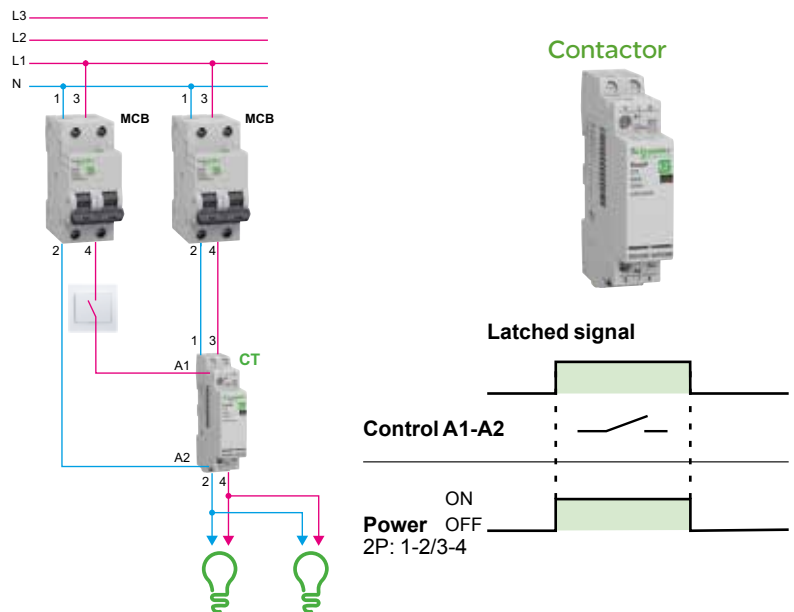 L3
L2
L1
N
1 3
MCB
1 3
MCB
2 4
2 4
1 3
A1
CT
A2
2 4
Contactor
Schneider
Latched signal
Control A1-A2
ON
Power OFF
2P: 1-2/3-4